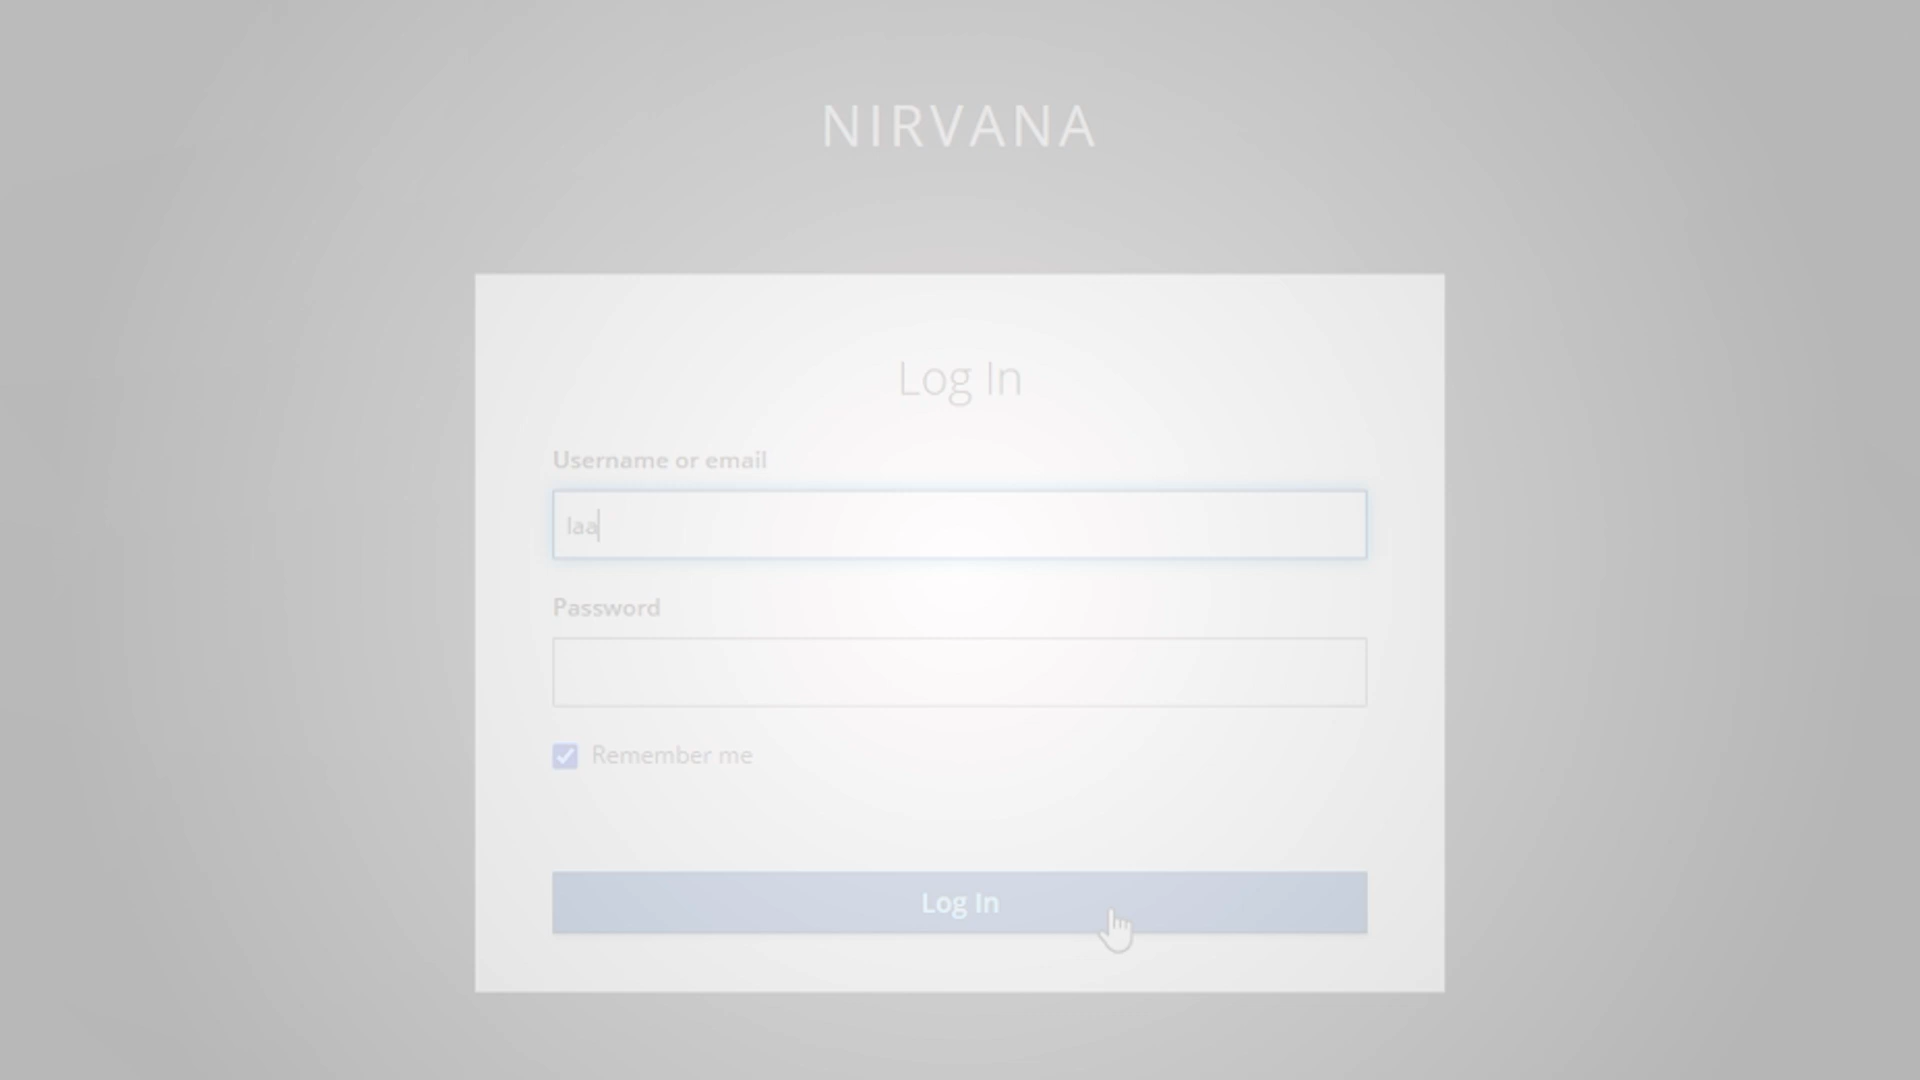 NIRVANA
Log In
Username or email
laa
Password
Remember me
Log In